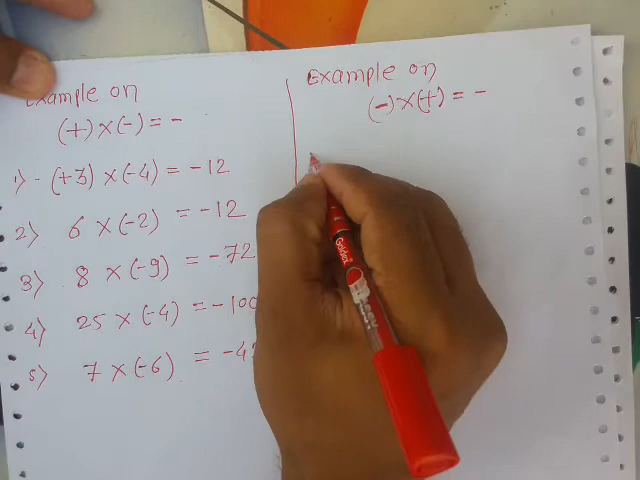 Example on
(+) × (-) = -
1) - (+3) × (-4) = -12
2) 6 × (-2) = -12
3) 8 × (-9) = -72
4) 25 × (-4) = -100
5) 7 × (-6) = -4
Example on
(-) × (+) = -